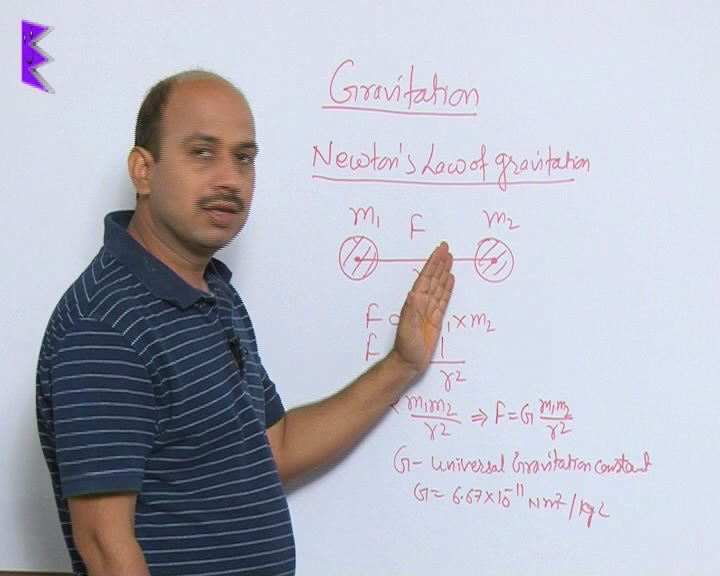 Gravitation
Newton's Law of gravitation
m₁ F m₂
F m₁ × m₂
F 1/r²
m₁m₂/r² ⇒ F = G m₁m₂/r²
G – universal Gravitation constant
G = 6.67×10⁻¹¹ Nm²/kg2